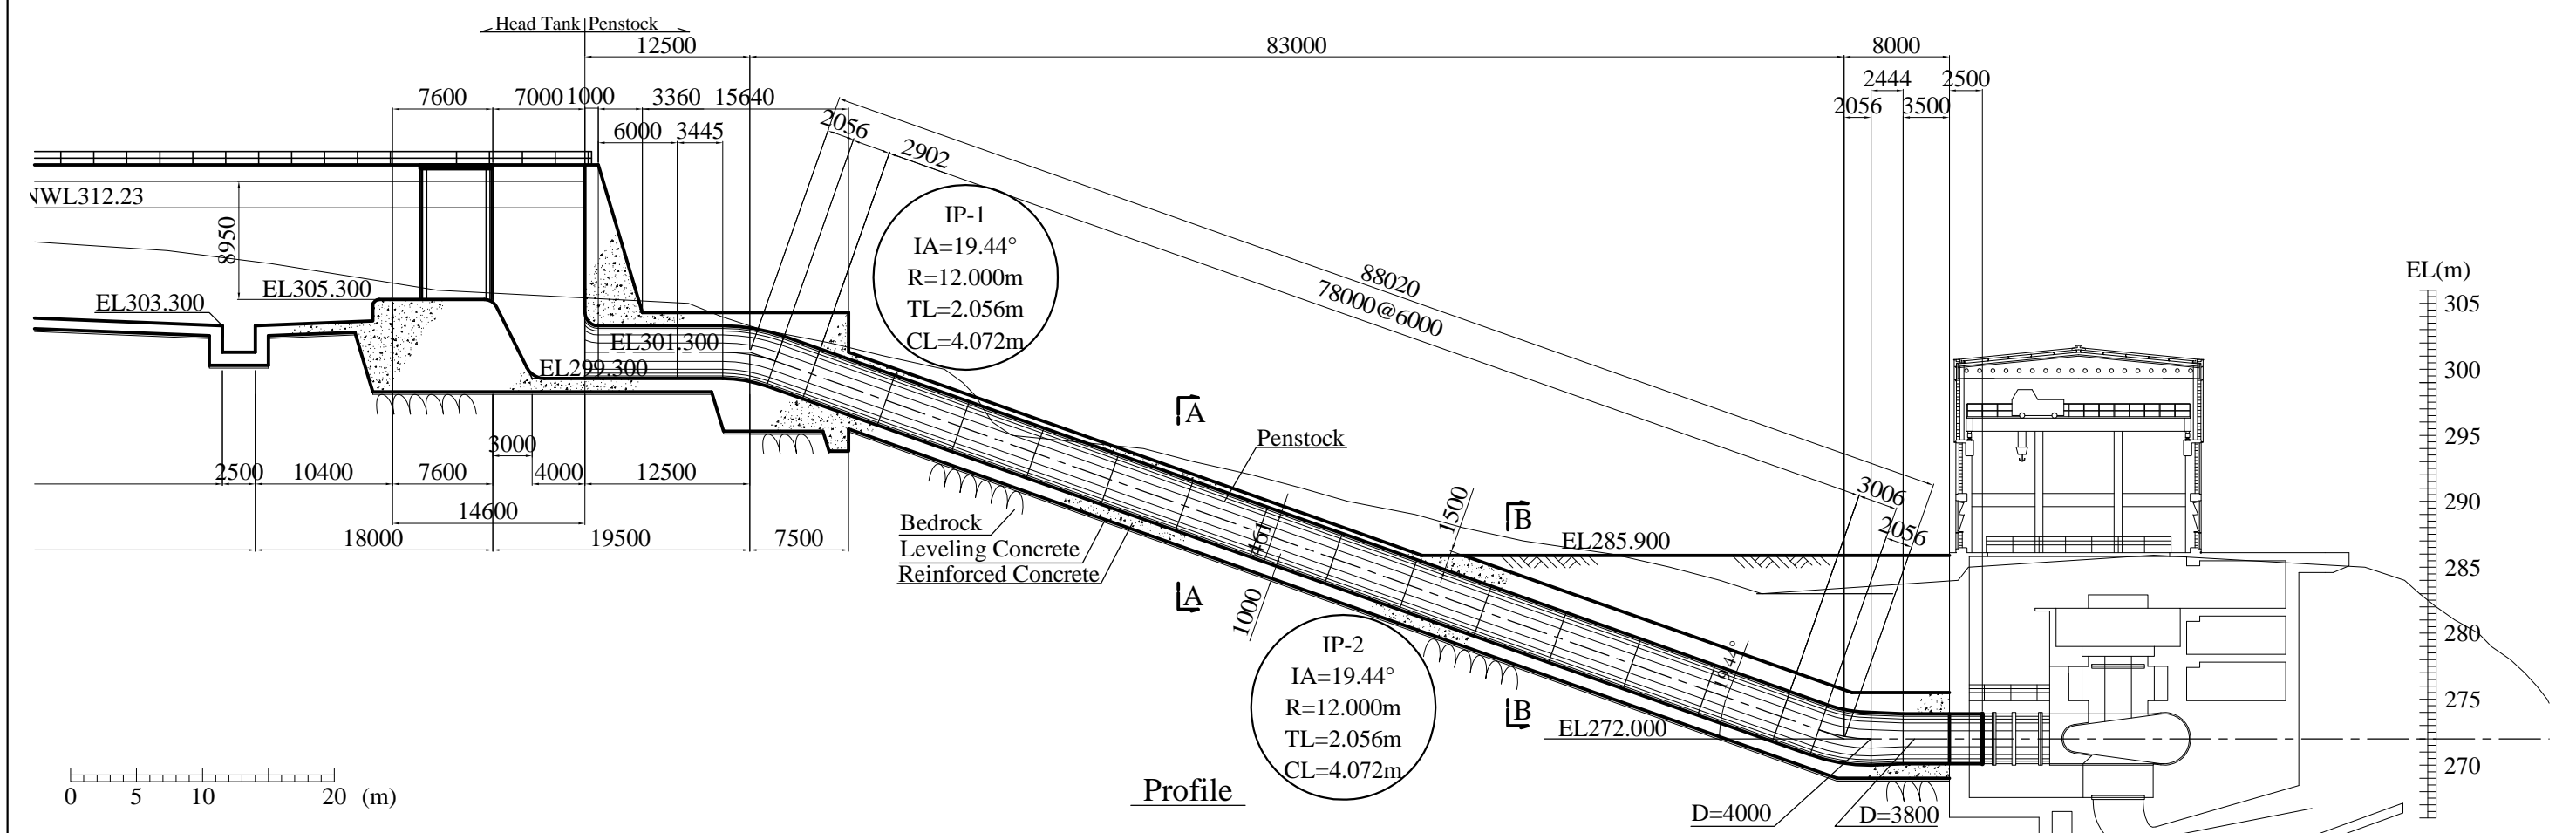 Head Tank Penstock
12500 83000 8000
2444 2500
7600 7000 1000 3360 15640
2056 3500
6000 3445
2056
2902
NWL312.23
8950
EL303.300
EL305.300
EL301.300
EL299.300
IP-1
IA=19.44°
R=12.000m
TL=2.056m
CL=4.072m
88020
78000@6000
EL(m)
305
300
295
290
285
280
275
270
A
Penstock
3000
2500 10400 7600 4000 12500
14600
18000 19500 7500
Bedrock
Leveling Concrete
Reinforced Concrete
A
461
1000
1500
B
EL285.900
3006
2056
19.44°
IP-2
IA=19.44°
R=12.000m
TL=2.056m
CL=4.072m
B
EL272.000
D=4000
D=3800
0 5 10 20 (m)
Profile